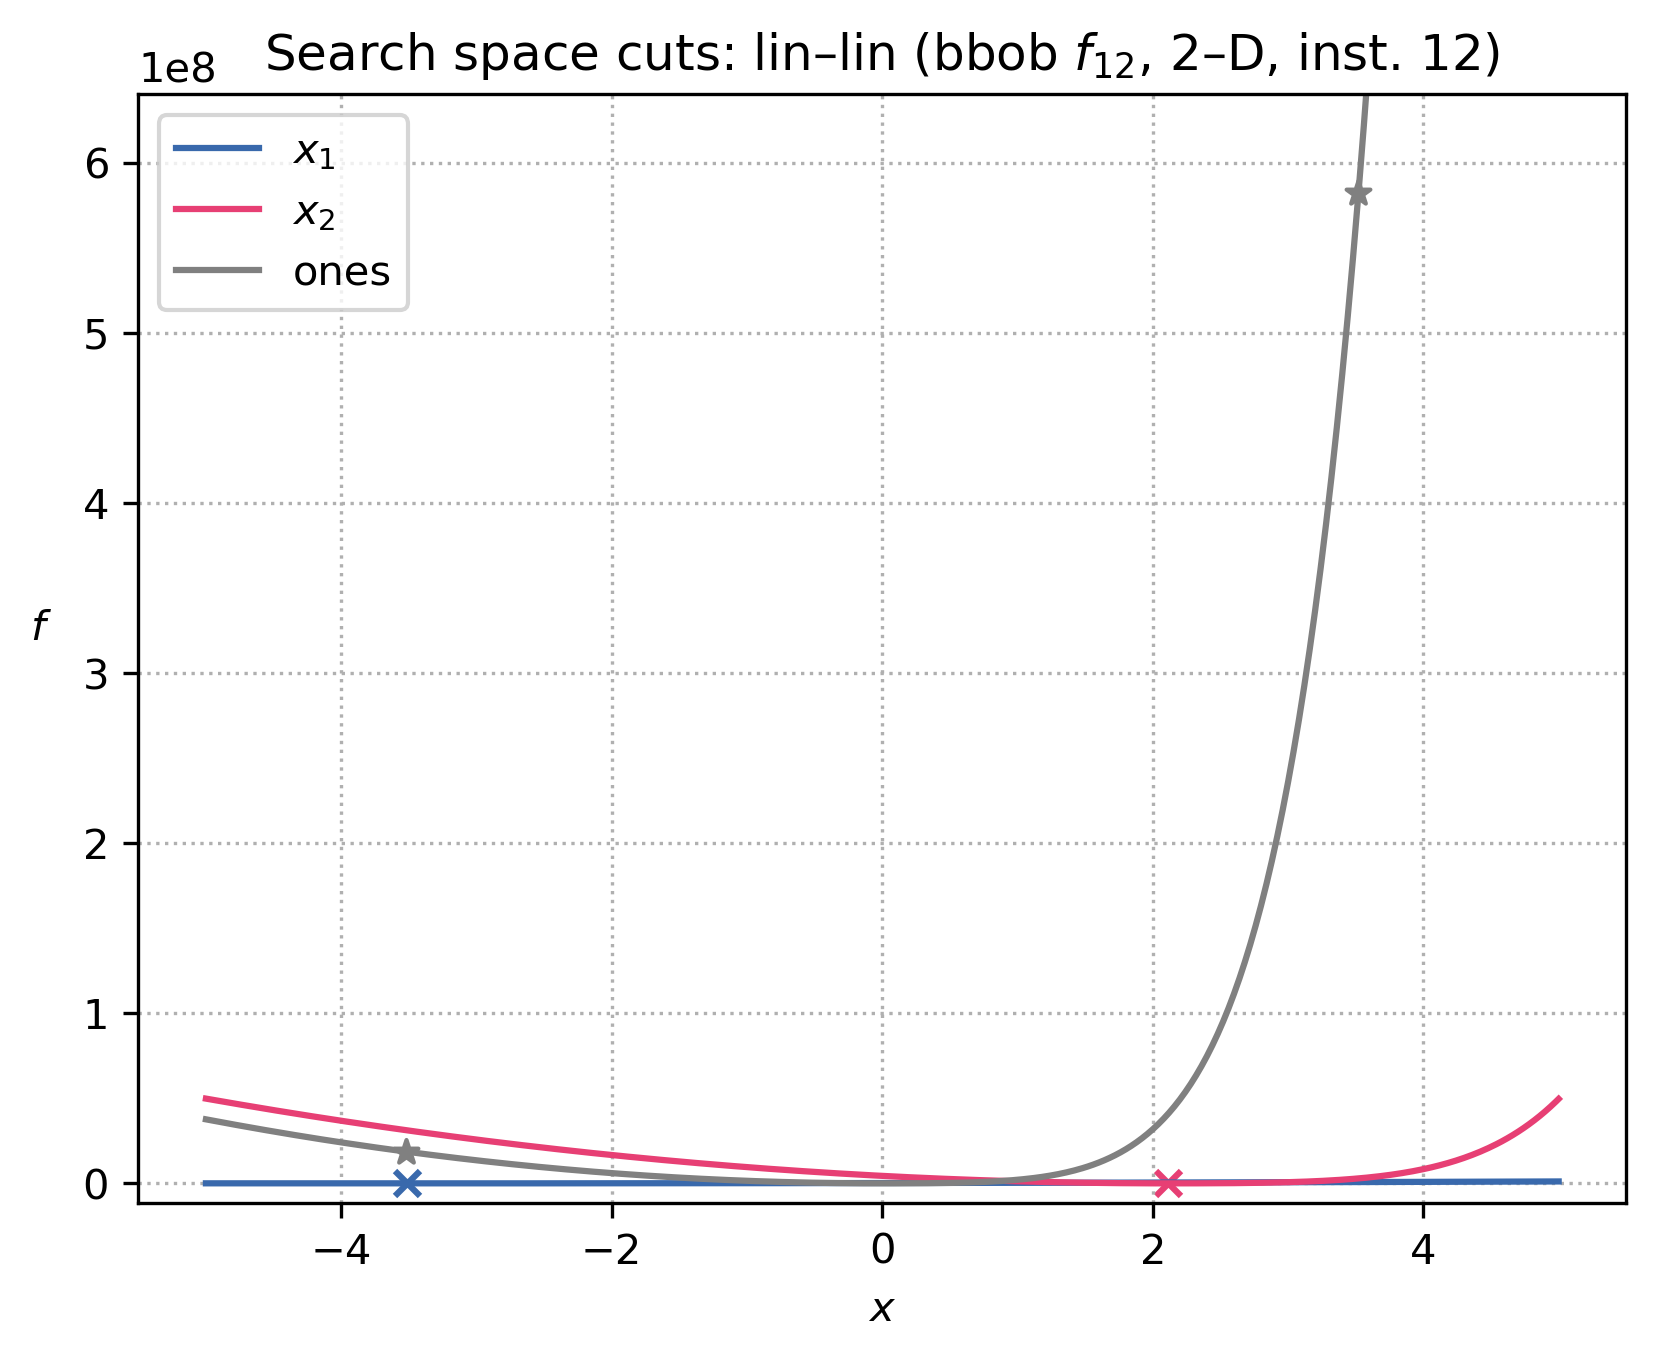 Search space cuts: lin–lin (bbob f12, 2–D, inst. 12)
1e8
x1
x2
ones
6
5
4
3
2
1
0
f
−4 −2 0 2 4
x